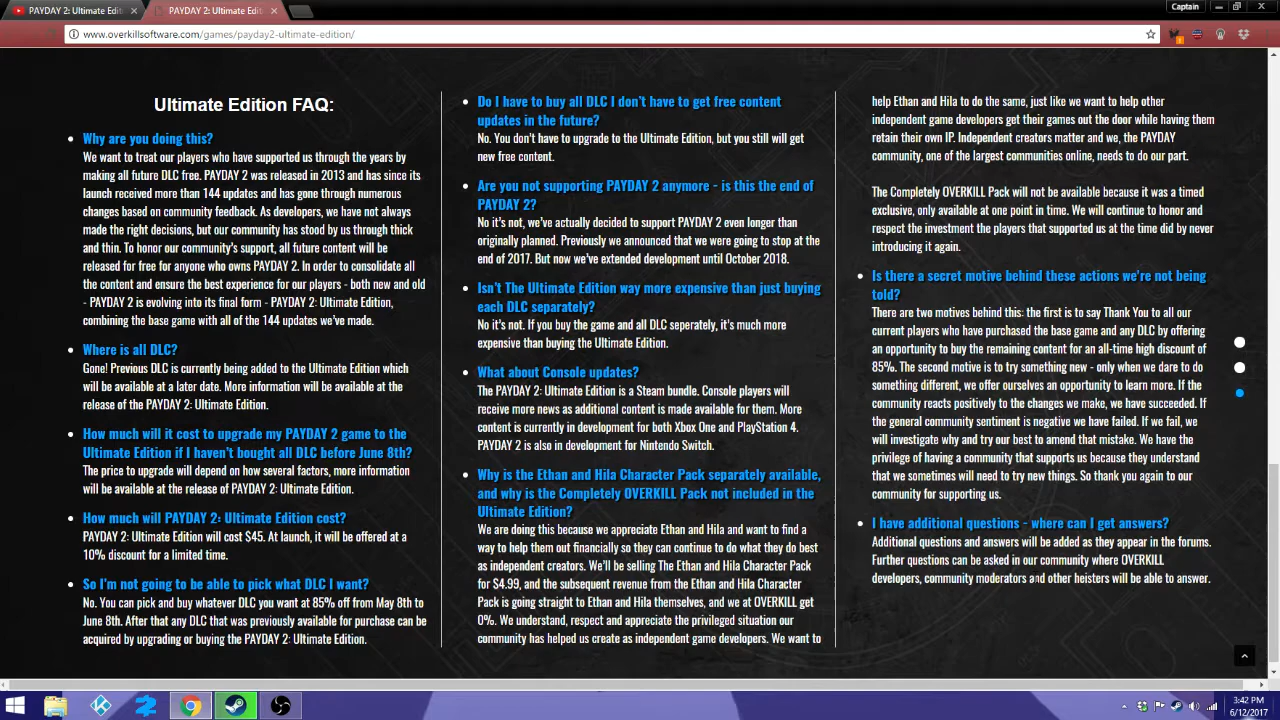 PAYDAY 2: Ultimate Edit
PAYDAY 2: Ultimate Editi
Captain
www.overkillsoftware.com/games/payday2-ultimate-edition/
Ultimate Edition FAQ:
Why are you doing this?
We want to treat our players who have supported us through the years by
making all future DLC free. PAYDAY 2 was released in 2013 and has since its
launch received more than 144 updates and has gone through numerous
changes based on community feedback. As developers, we have not always
made the right decisions, but our community has stood by us through thick
and thin. To honor our community's support, all future content will be
released for free for anyone who owns PAYDAY 2. In order to consolidate all
the content and ensure the best experience for our players - both new and old
- PAYDAY 2 is evolving into its final form - PAYDAY 2: Ultimate Edition,
combining the base game with all of the 144 updates we've made.
Where is all DLC?
Gone! Previous DLC is currently being added to the Ultimate Edition which
will be available at a later date. More information will be available at the
release of the PAYDAY 2: Ultimate Edition.
How much will it cost to upgrade my PAYDAY 2 game to the
Ultimate Edition if I haven't bought all DLC before June 8th?
The price to upgrade will depend on how several factors, more information
will be available at the release of PAYDAY 2: Ultimate Edition.
How much will PAYDAY 2: Ultimate Edition cost?
PAYDAY 2: Ultimate Edition will cost $45. At launch, it will be offered at a
10% discount for a limited time.
So I'm not going to be able to pick what DLC I want?
No. You can pick and buy whatever DLC you want at 85% off from May 8th to
June 8th. After that any DLC that was previously available for purchase can be
acquired by upgrading or buying the PAYDAY 2: Ultimate Edition.
Do I have to buy all DLC I don't have to get free content
updates in the future?
No. You don't have to upgrade to the Ultimate Edition, but you still will get
new free content.
Are you not supporting PAYDAY 2 anymore - is this the end of
PAYDAY 2?
No it's not, we've actually decided to support PAYDAY 2 even longer than
originally planned. Previously we announced that we were going to stop at the
end of 2017. But now we've extended development until October 2018.
Isn't The Ultimate Edition way more expensive than just buying
each DLC separately?
No it's not. If you buy the game and all DLC seperately, it's much more
expensive than buying the Ultimate Edition.
What about Console updates?
The PAYDAY 2: Ultimate Edition is a Steam bundle. Console players will
receive more news as additional content is made available for them. More
content is currently in development for both Xbox One and PlayStation 4.
PAYDAY 2 is also in development for Nintendo Switch.
Why is the Ethan and Hila Character Pack separately available,
and why is the Completely OVERKILL Pack not included in the
Ultimate Edition?
We are doing this because we appreciate Ethan and Hila and want to find a
way to help them out financially so they can continue to do what they do best
as independent creators. We'll be selling The Ethan and Hila Character Pack
for $4.99, and the subsequent revenue from the Ethan and Hila Character
Pack is going straight to Ethan and Hila themselves, and we at OVERKILL get
0%. We understand, respect and appreciate the privileged situation our
community has helped us create as independent game developers. We want to
help Ethan and Hila to do the same, just like we want to help other
independent game developers get their games out the door while having them
retain their own IP. Independent creators matter and we, the PAYDAY
community, one of the largest communities online, needs to do our part.
The Completely OVERKILL Pack will not be available because it was a timed
exclusive, only available at one point in time. We will continue to honor and
respect the investment the players that supported us at the time did by never
introducing it again.
Is there a secret motive behind these actions we're not being
told?
There are two motives behind this: the first is to say Thank You to all our
current players who have purchased the base game and any DLC by offering
an opportunity to buy the remaining content for an all-time high discount of
85%. The second motive is to try something new - only when we dare to do
something different, we offer ourselves an opportunity to learn more. If the
community reacts positively to the changes we make, we have succeeded. If
the general community sentiment is negative we have failed. If we fail, we
will investigate why and try our best to amend that mistake. We have the
privilege of having a community that supports us because they understand
that we sometimes will need to try new things. So thank you again to our
community for supporting us.
I have additional questions - where can I get answers?
Additional questions and answers will be added as they appear in the forums.
Further questions can be asked in our community where OVERKILL
developers, community moderators and other heisters will be able to answer.
3:42 PM
6/12/2017